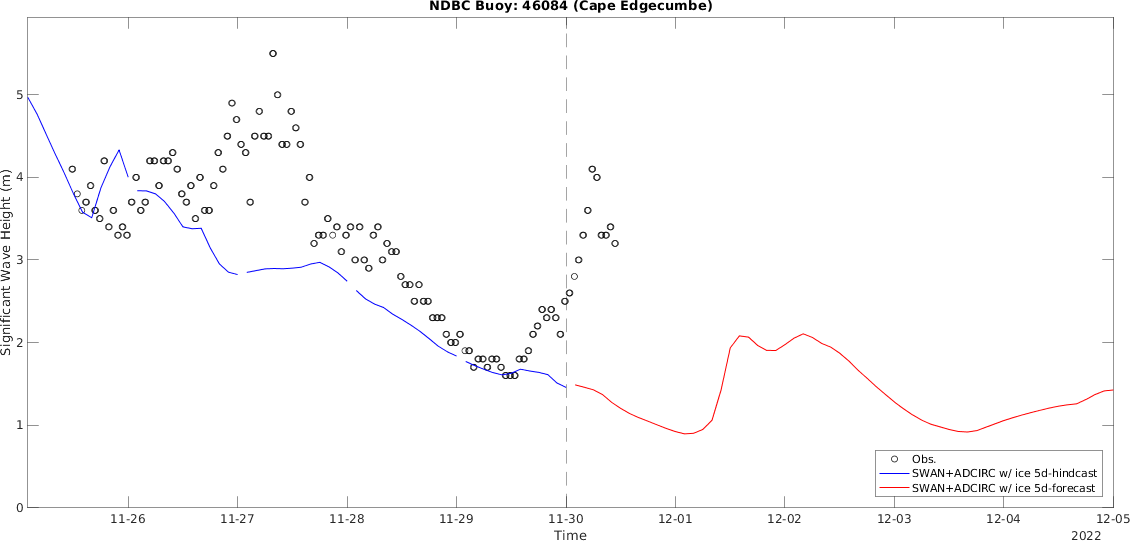 NDBC Buoy: 46084 (Cape Edgecumbe)
Significant Wave Height (m)
5
4
3
2
1
0
11-26 11-27 11-28 11-29 11-30 12-01 12-02 12-03 12-04 12-05
Time
2022
Obs.
SWAN+ADCIRC w/ ice 5d-hindcast
SWAN+ADCIRC w/ ice 5d-forecast